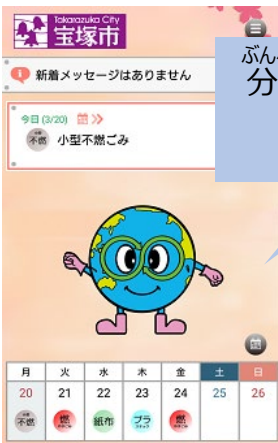 Takarazuka City
宝塚市
ぶん
分
新着メッセージはありません
今日 (3/20)
不燃
小型不燃ごみ
月 火 水 木 金 土 日
20 21 22 23 24 25 26
不燃 燃 紙布 プラ 燃